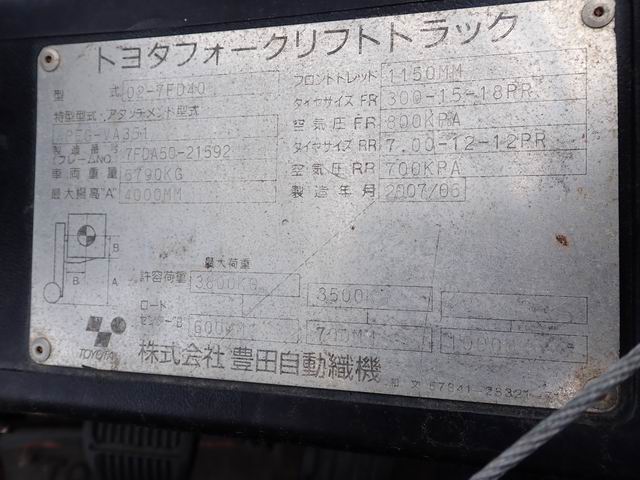 トヨタフォークリフトトラック
型 式 02-7FD40
特型型式・アタッチメント型式
製造番号 (フレームNO.) 7FDA50-21592
車両重量 6790KG
最大揚高"A" 4000MM
フロントトレッド 1150MM
タイヤサイズ FR 300-15-18PR
空気圧 FR 800KPA
タイヤサイズ RR 7.00-12-12PR
空気圧 RR 700KPA
製造年月 2007/06
B
B
A
最大荷重
許容荷重 3800KG 3500
ロード
センター"B" 600MM
TOYOTA 株式会社 豊田自動織機
57841